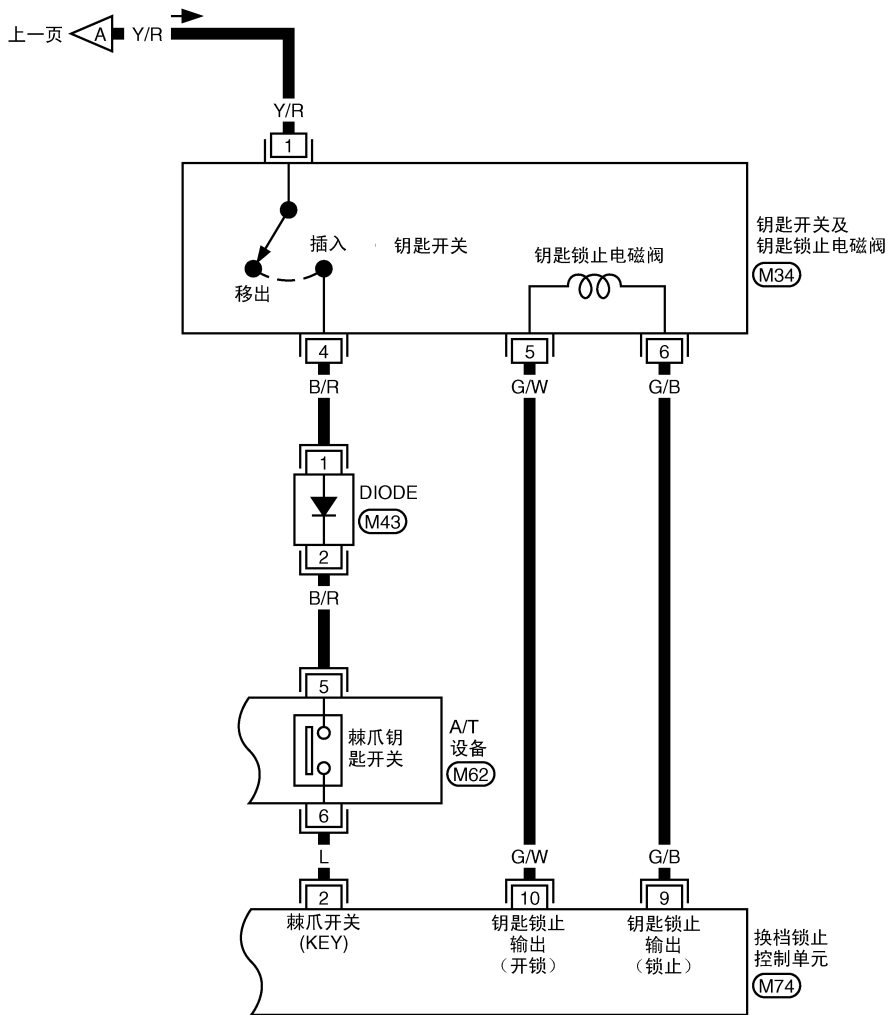 上一页 A Y/R
Y/R
1
插入 钥匙开关
移出
钥匙锁止电磁阀
钥匙开关及
钥匙锁止电磁阀
M34
4 5 6
B/R G/W G/B
1
DIODE
M43
2
B/R
5
棘爪钥
匙开关
A/T
设备
M62
6
L G/W G/B
2 10 9
棘爪开关
(KEY)
钥匙锁止
输出
（开锁）
钥匙锁止
输出
（锁止）
换档锁止
控制单元
M74